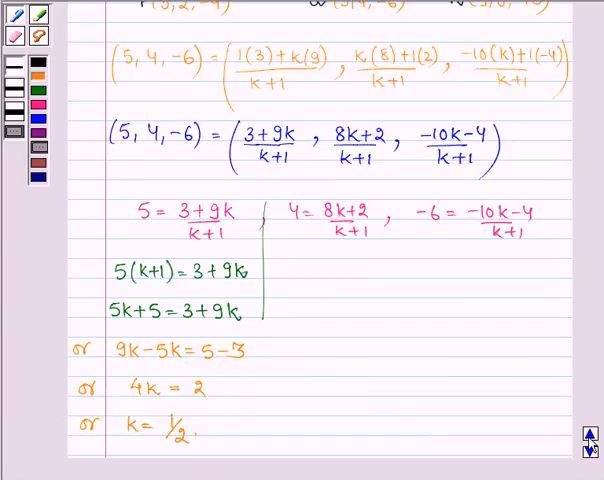 (5, 4, -6) = (1(3)+k(9)/k+1 , k(8)+1(2)/k+1 , -10(k)+1(-4)/k+1)
(5, 4, -6) = (3+9k/k+1 , 8k+2/k+1 , -10k-4/k+1)
5 = 3+9k/k+1 , 4 = 8k+2/k+1 , -6 = -10k-4/k+1
5(k+1) = 3+9k
5k+5 = 3+9k
or 9k-5k = 5-3
or 4k = 2
or k = 1/2.